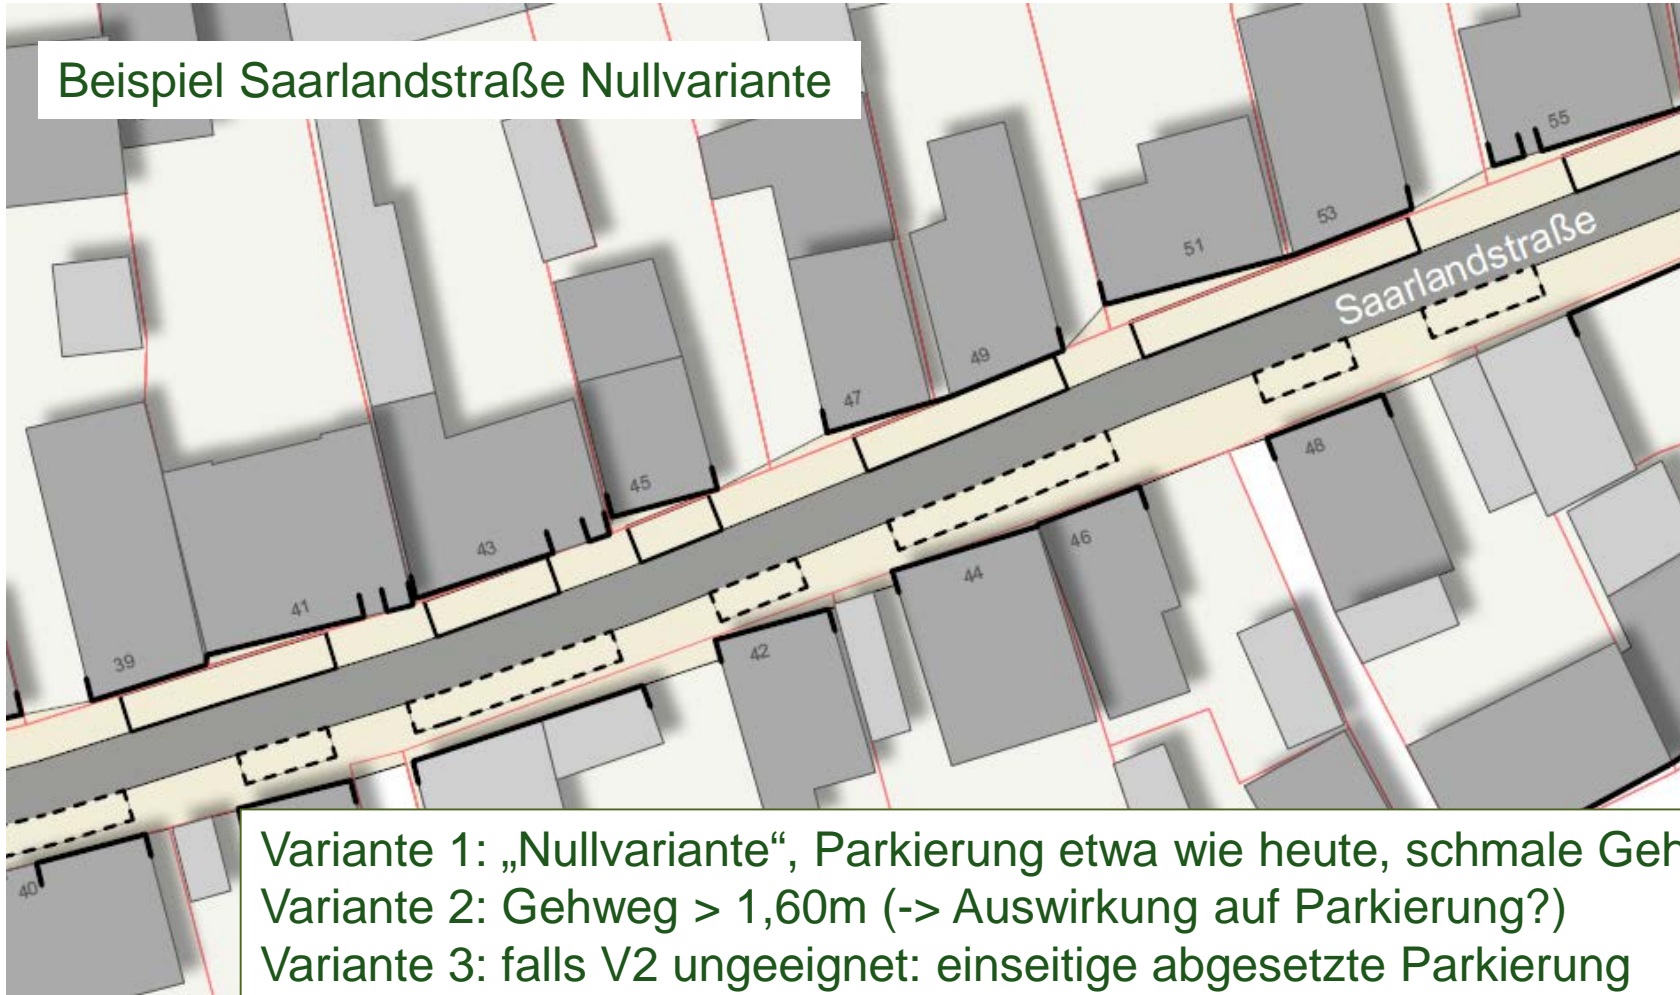 Beispiel Saarlandstraße Nullvariante
55
53
51
Saarlandstraße
49
47
45
48
43
46
44
41
42
39
40
Variante 1: „Nullvariante“, Parkierung etwa wie heute, schmale Geh
Variante 2: Gehweg > 1,60m (-> Auswirkung auf Parkierung?)
Variante 3: falls V2 ungeeignet: einseitige abgesetzte Parkierung